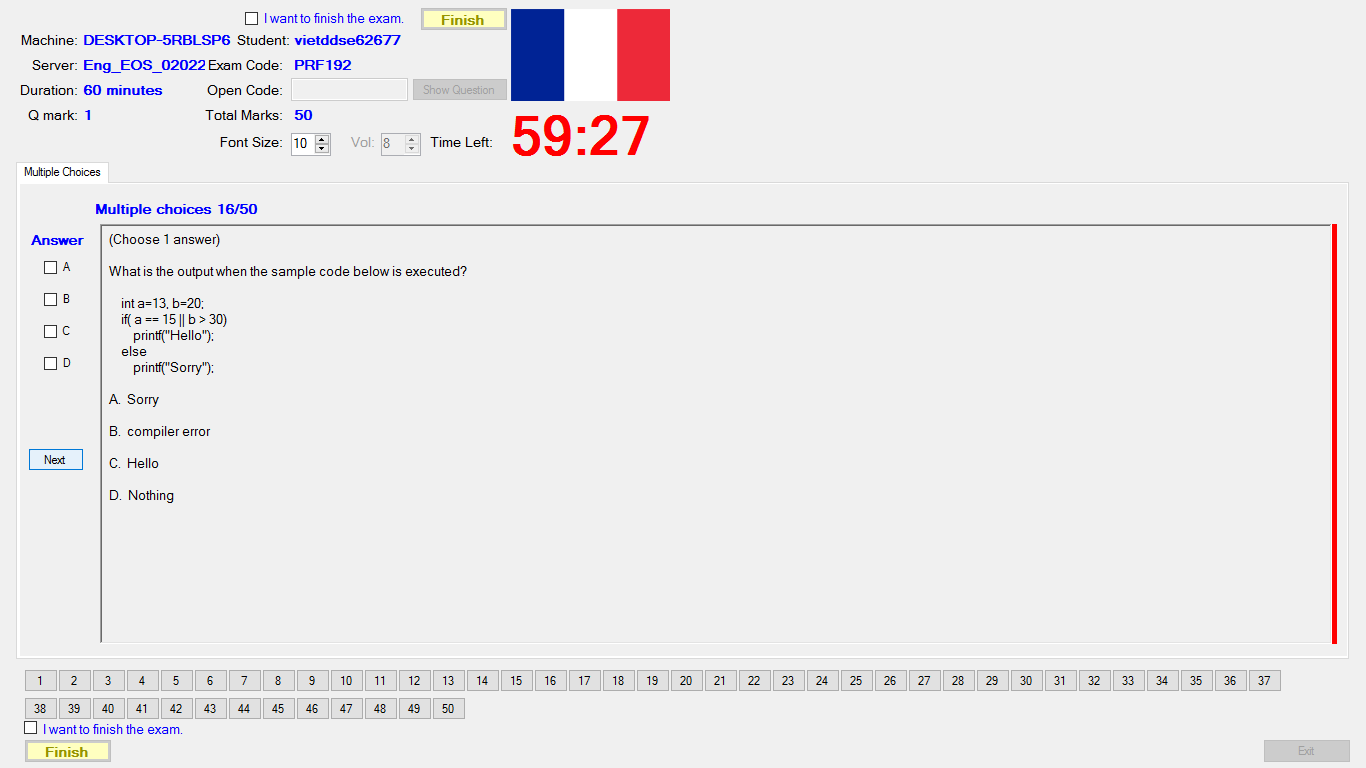 I want to finish the exam.
Finish
Machine: DESKTOP-5RBLSP6 Student: vietddse62677
Server: Eng_EOS_02022 Exam Code: PRF192
Duration: 60 minutes Open Code: Show Question
Q mark: 1 Total Marks: 50
Font Size: 10 Vol: 8 Time Left: 59:27
Multiple Choices
Multiple choices 16/50
Answer
A
B
C
D
Next
(Choose 1 answer)
What is the output when the sample code below is executed?
int a=13, b=20;
if( a == 15 || b > 30)
printf("Hello");
else
printf("Sorry");
A. Sorry
B. compiler error
C. Hello
D. Nothing
1 2 3 4 5 6 7 8 9 10 11 12 13 14 15 16 17 18 19 20 21 22 23 24 25 26 27 28 29 30 31 32 33 34 35 36 37
38 39 40 41 42 43 44 45 46 47 48 49 50
I want to finish the exam.
Finish
Exit